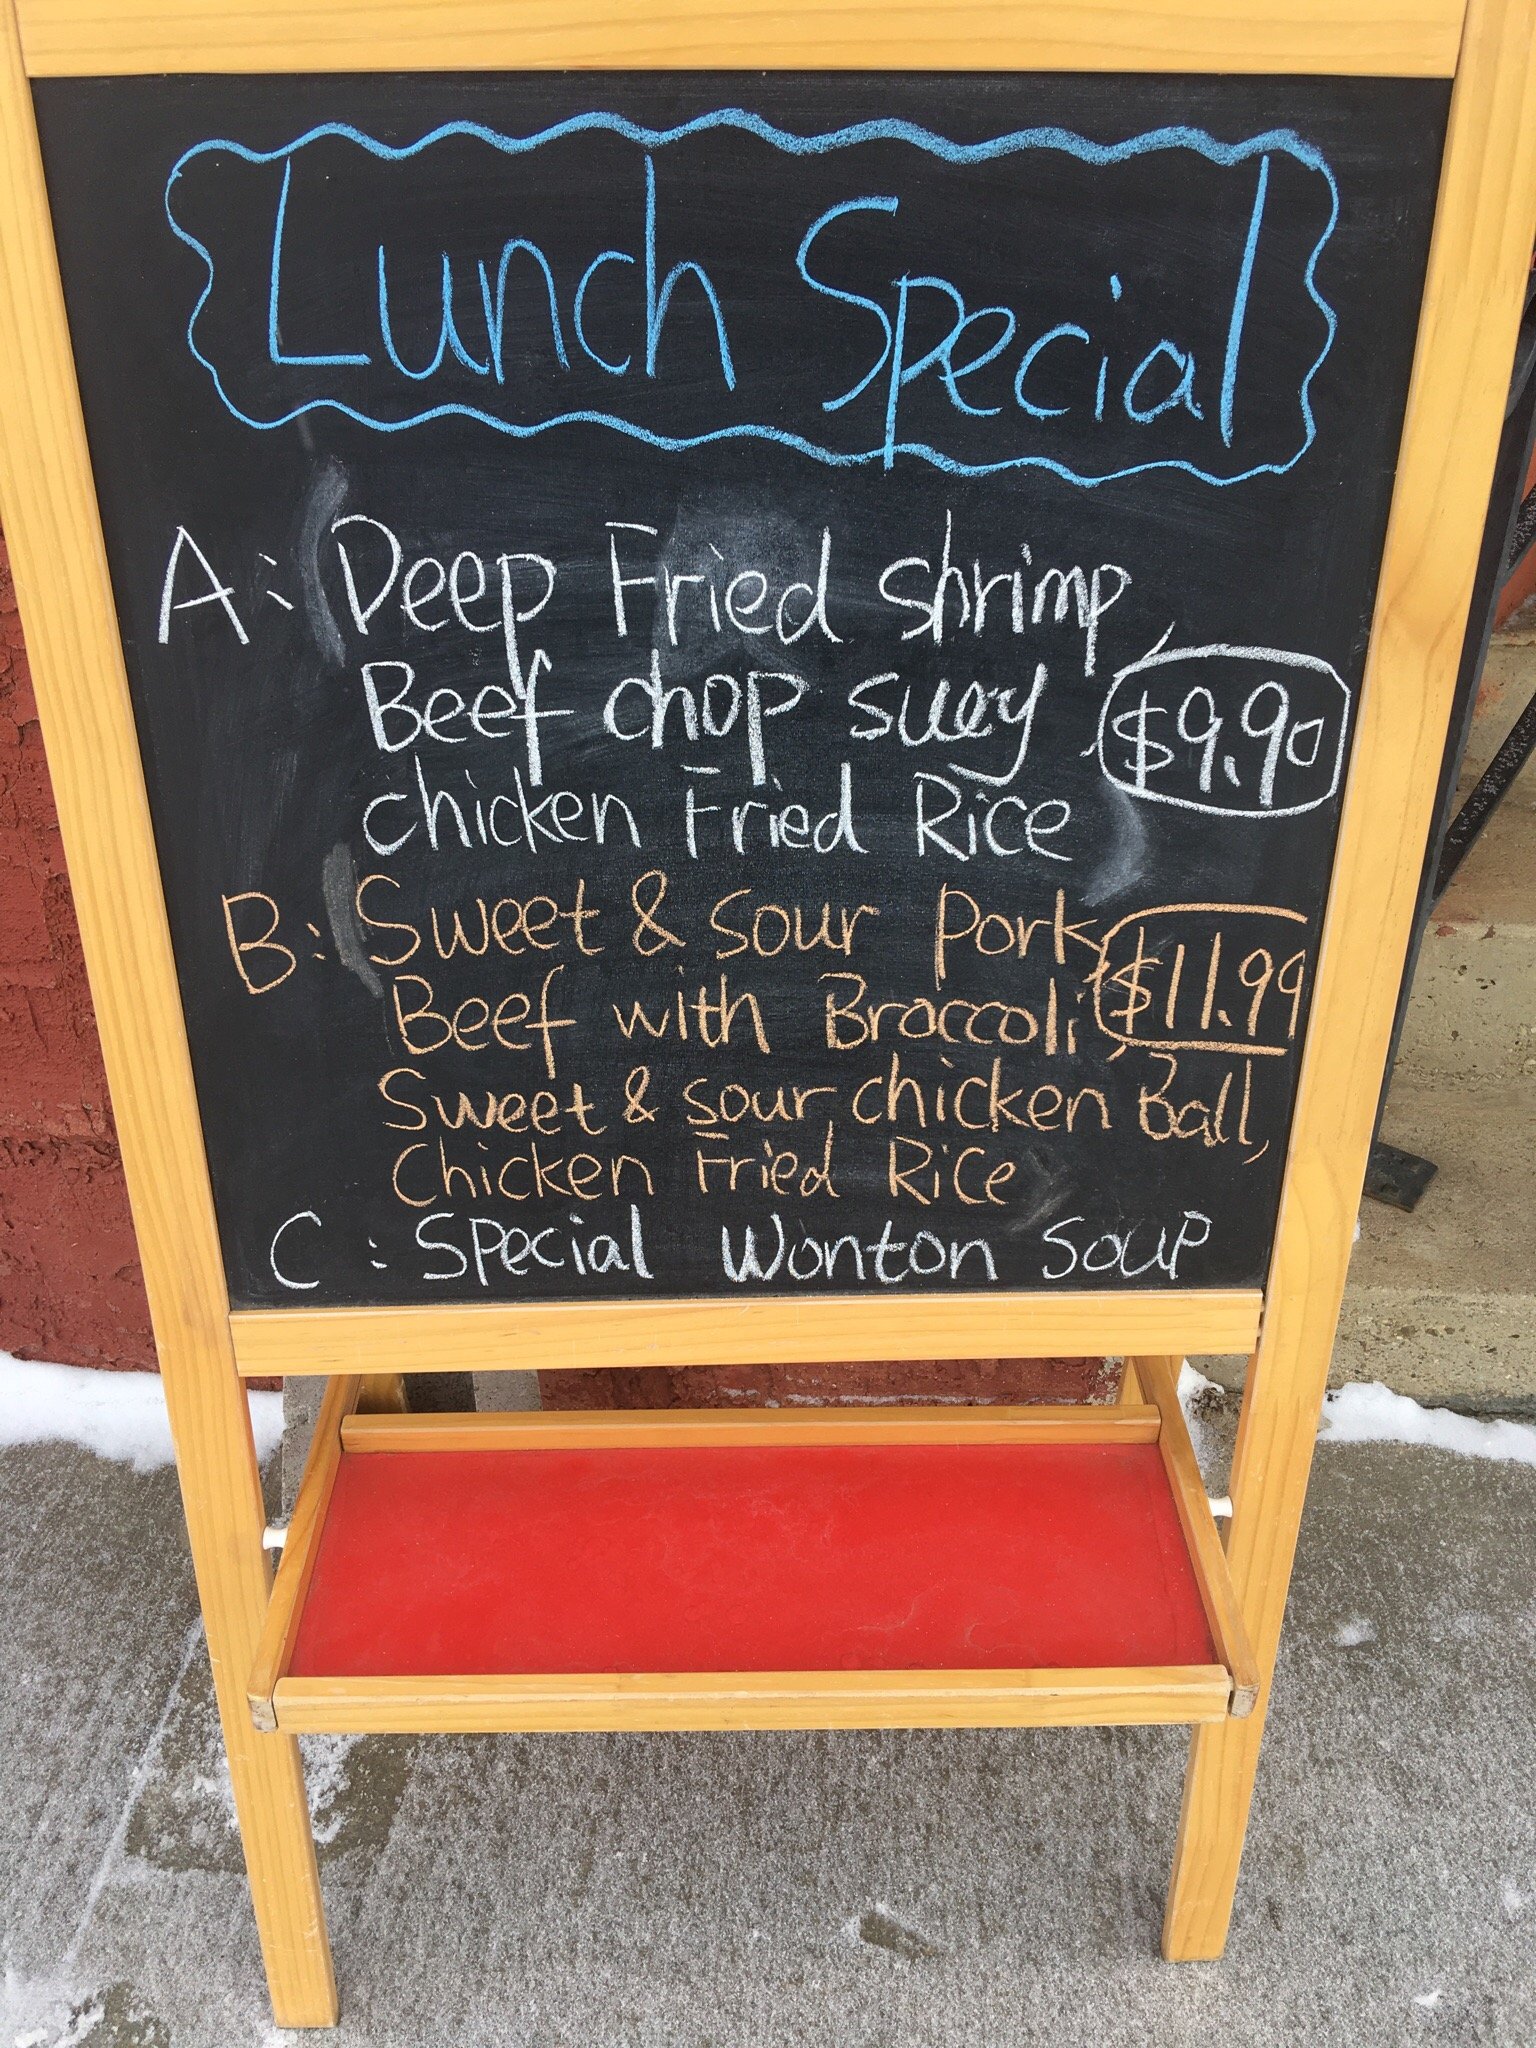 Lunch Special
A: Deep Fried shrimp,
Beef chop suey, $9.90
chicken Fried Rice
B: Sweet & sour pork, $11.99
Beef with Broccoli,
Sweet & sour chicken Ball,
Chicken Fried Rice
C: Special Wonton Soup